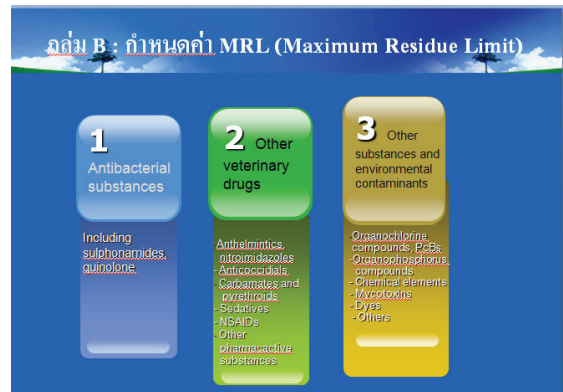 กลุ่ม B : กำหนดค่า MRL (Maximum Residue Limit)
1
Antibacterial
substances
Including
sulphonamides,
quinolone
2 Other
veterinary
drugs
-Anthelmintics,
nitroimidazoles
- Anticoccidials
- Carbamates and
pyrethroids
- Sedatives
- NSAIDs
- Other
pharmacactive
substances
3 Other
substances and
environmental
contaminants
-Organochlorine
compounds, PcBs
-Organophosphorus
compounds
- Chemical elements
- Mycotoxins
- Dyes
- Others